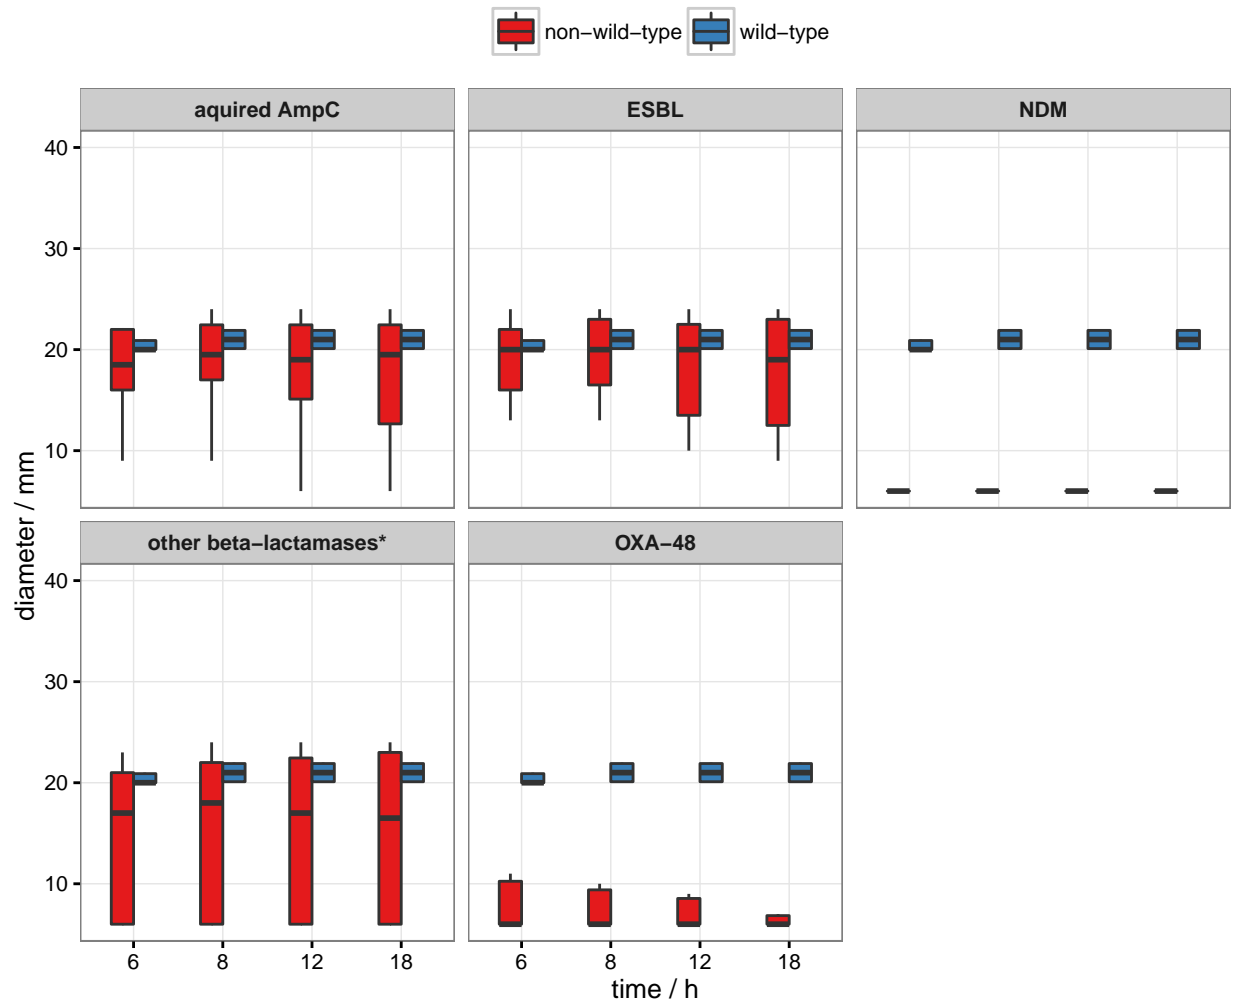 non−wild−type wild−type
aquired AmpC ESBL NDM
40
30
20
10
other beta−lactamases* OXA−48
40
30
20
10
6 8 12 18 6 8 12 18
diameter / mm
time / h